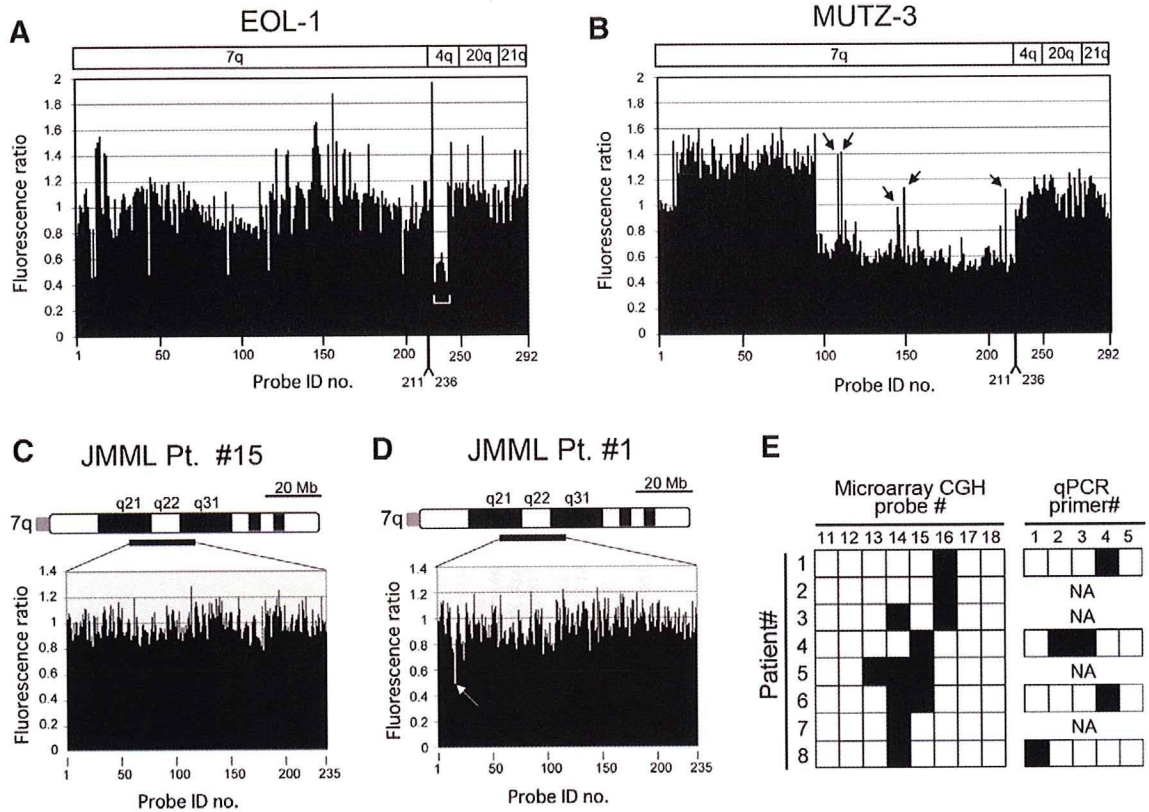 A
EOL-1
7q 4q 20q 21q
Fluorescence ratio
2
1.8
1.6
1.4
1.2
1
0.8
0.6
0.4
0.2
0
1 50 100 150 200 250 292
211 236
Probe ID no.
B
MUTZ-3
7q 4q 20q 21q
Fluorescence ratio
2
1.8
1.6
1.4
1.2
1
0.8
0.6
0.4
0.2
0
1 50 100 150 200 250 292
211 236
Probe ID no.
C
JMML Pt. #15
20 Mb
q21 q22 q31
7q
Fluorescence ratio
1.4
1.2
1
0.8
0.6
0.4
0.2
0
1 50 100 150 200 235
Probe ID no.
D
JMML Pt. #1
20 Mb
q21 q22 q31
7q
Fluorescence ratio
1.4
1.2
1
0.8
0.6
0.4
0.2
0
1 50 100 150 200 235
Probe ID no.
E
Microarray CGH
probe #
qPCR
primer#
11 12 13 14 15 16 17 18
1 2 3 4 5
Patient#
1
2 NA
3 NA
4
5 NA
6
7 NA
8